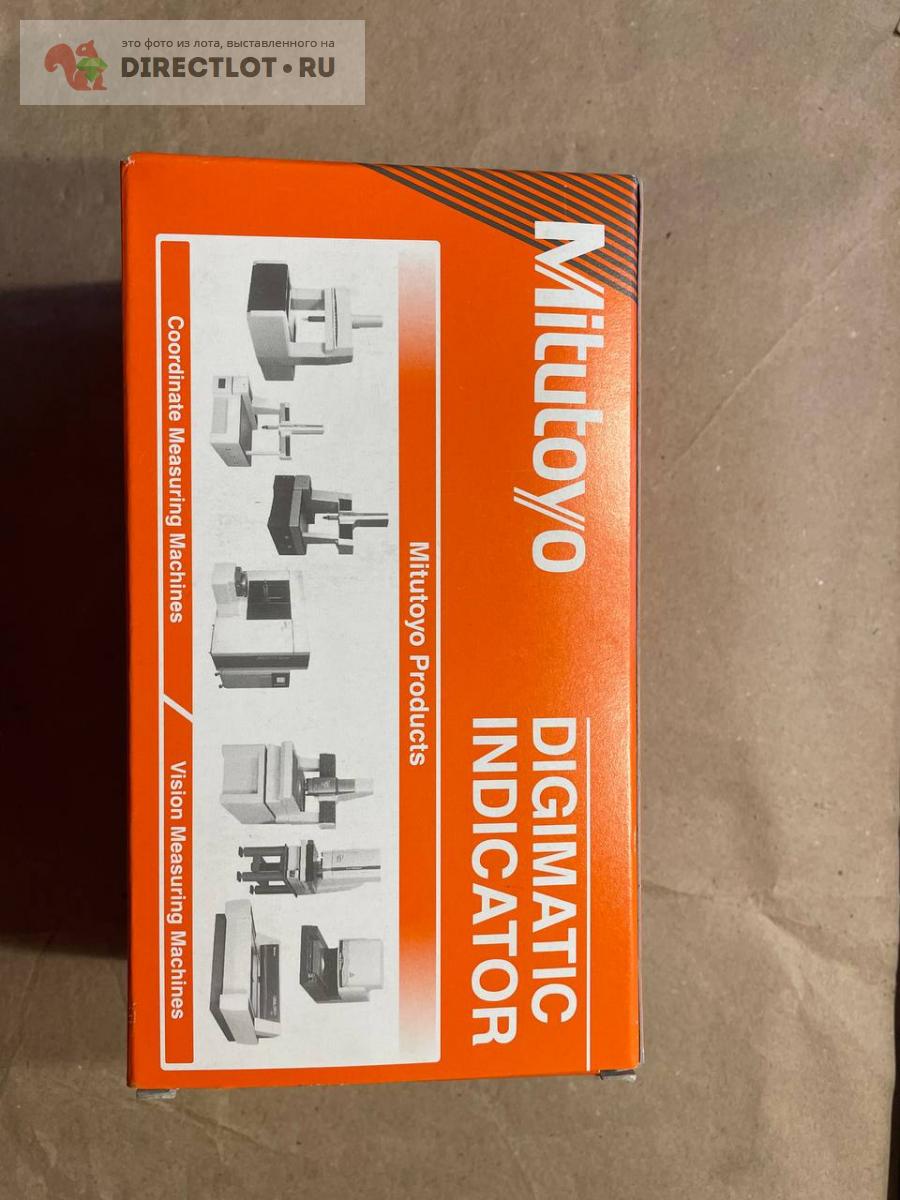 это фото из лота, выставленного на
DIRECTLOT•RU
Mitutoyo
DIGIMATIC
INDICATOR
Mitutoyo Products
Coordinate Measuring Machines
Vision Measuring Machines